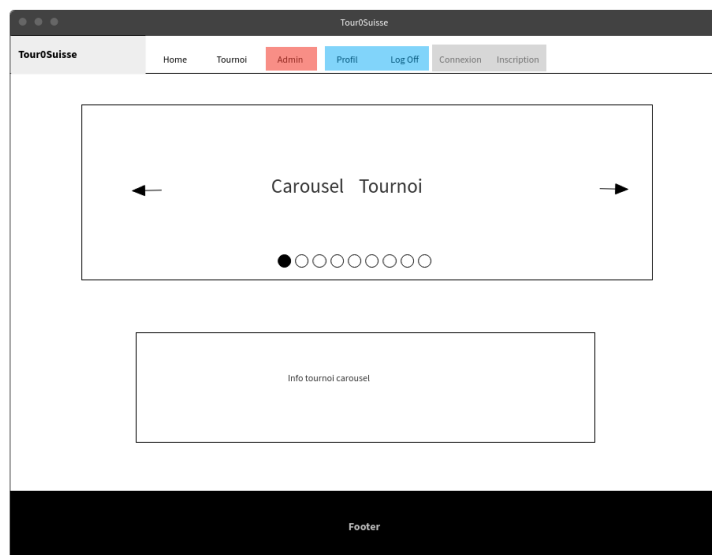 Tour0Suisse
Tour0Suisse
Home Tournoi Admin Profil Log Off Connexion Inscription
Carousel Tournoi
Info tournoi carousel
Footer